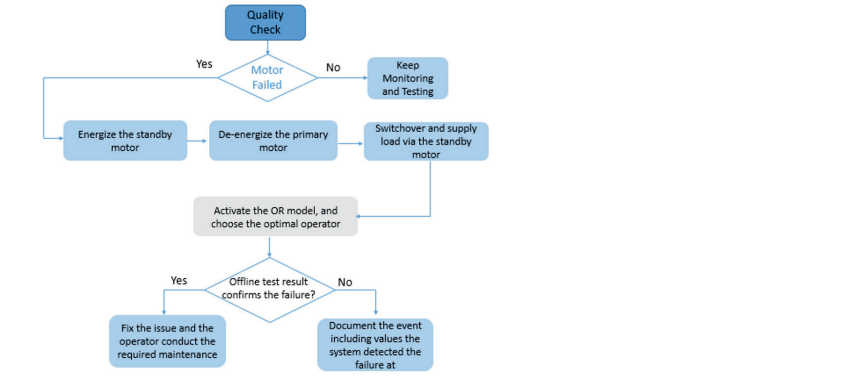 Quality
Check
Yes
Motor
Failed
No
Keep
Monitoring
and Testing
Energize the standby
motor
De-energize the primary
motor
Switchover and supply
load via the standby
motor
Activate the OR model, and
choose the optimal operator
Yes
Offline test result
confirms the failure?
No
Fix the issue and the
operator conduct the
required maintenance
Document the event
including values the
system detected the
failure at